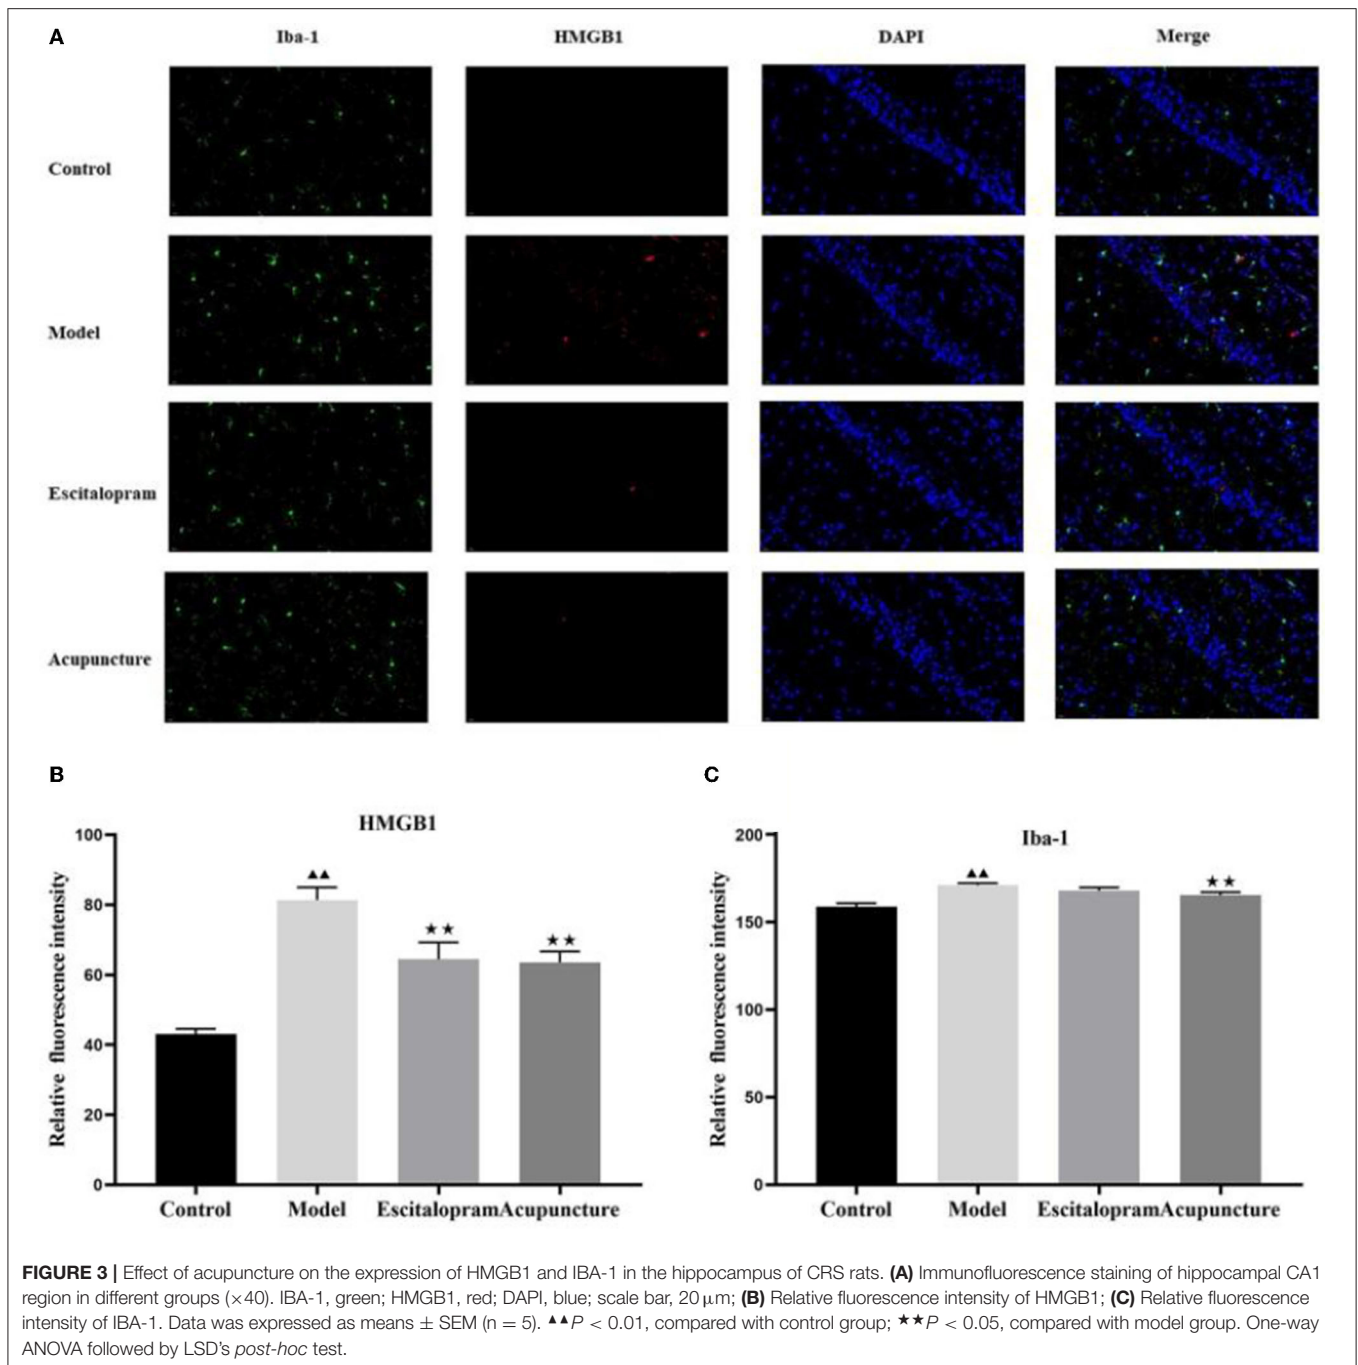 A
Iba-1 HMGB1 DAPI Merge
Control
Model
Escitalopram
Acupuncture
B
HMGB1
Relative fluorescence intensity
100
80
60
40
20
0
▲▲
★★
★★
Control Model Escitalopram Acupuncture
C
Iba-1
Relative fluorescence intensity
200
150
100
50
0
▲▲
★★
Control Model Escitalopram Acupuncture
FIGURE 3 | Effect of acupuncture on the expression of HMGB1 and IBA-1 in the hippocampus of CRS rats. (A) Immunofluorescence staining of hippocampal CA1
region in different groups (×40). IBA-1, green; HMGB1, red; DAPI, blue; scale bar, 20 μm; (B) Relative fluorescence intensity of HMGB1; (C) Relative fluorescence
intensity of IBA-1. Data was expressed as means ± SEM (n = 5). ▲▲P < 0.01, compared with control group; ★★P < 0.05, compared with model group. One-way
ANOVA followed by LSD's post-hoc test.